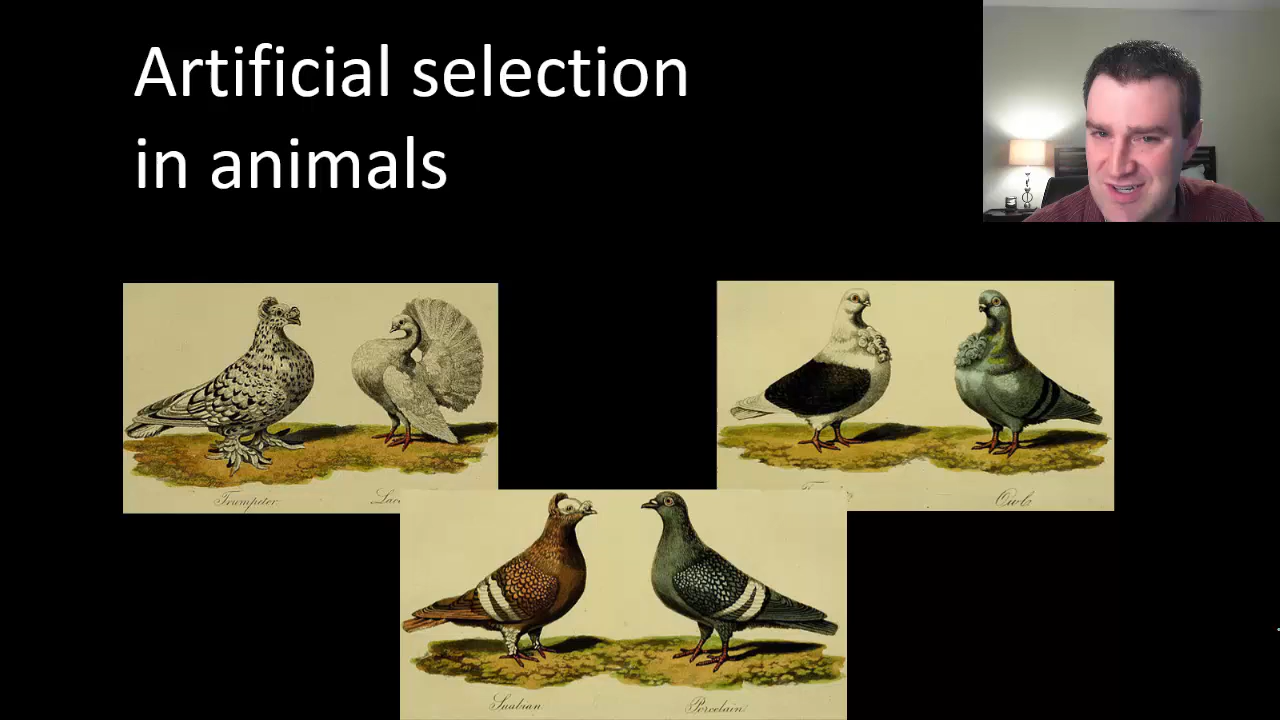 Artificial selection
in animals
Trumpeter
Owl
Suabian
Porcelain